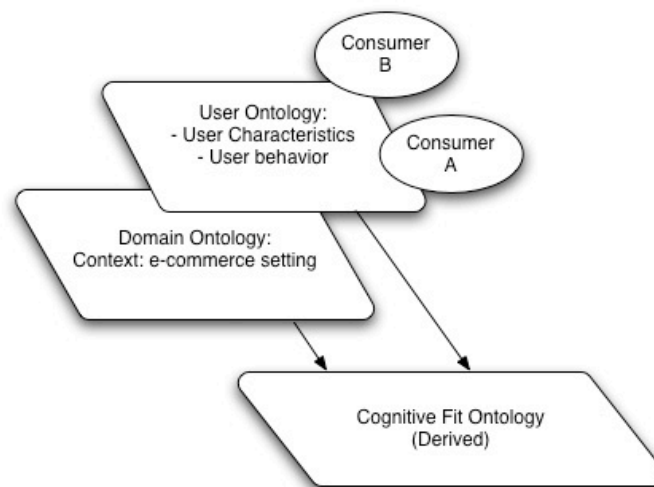 Consumer
B
User Ontology:
- User Characteristics
- User behavior
Consumer
A
Domain Ontology:
Context: e-commerce setting
Cognitive Fit Ontology
(Derived)